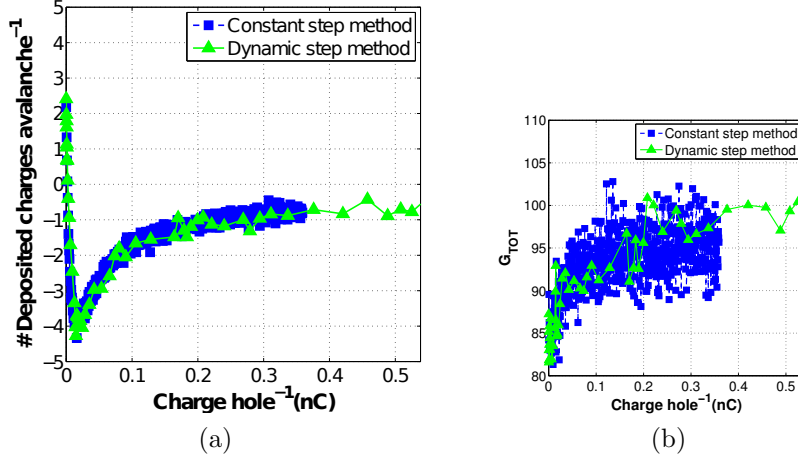 5
4
3
2
1
0
−1
−2
−3
−4
−5
# Deposited charges avalanche⁻¹
Constant step method
Dynamic step method
0 0.1 0.2 0.3 0.4 0.5
Charge hole⁻¹(nC)
(a)
110
105
100
95
90
85
80
G_TOT
Constant step method
Dynamic step method
0 0.1 0.2 0.3 0.4 0.5
Charge hole⁻¹(nC)
(b)